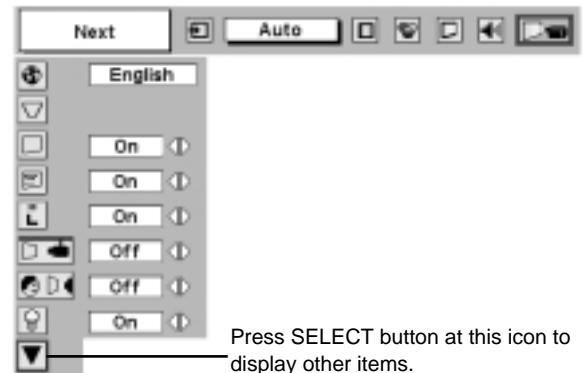 Next
Auto
English
On
On
On
Off
Off
On
Press SELECT button at this icon to
display other items.